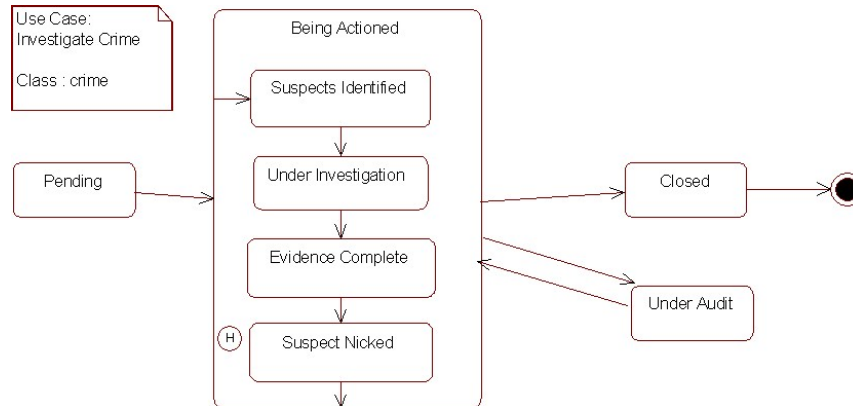 Use Case:
Investigate Crime
Class : crime
Being Actioned
Suspects Identified
Pending
Under Investigation
Closed
Evidence Complete
Under Audit
H
Suspect Nicked